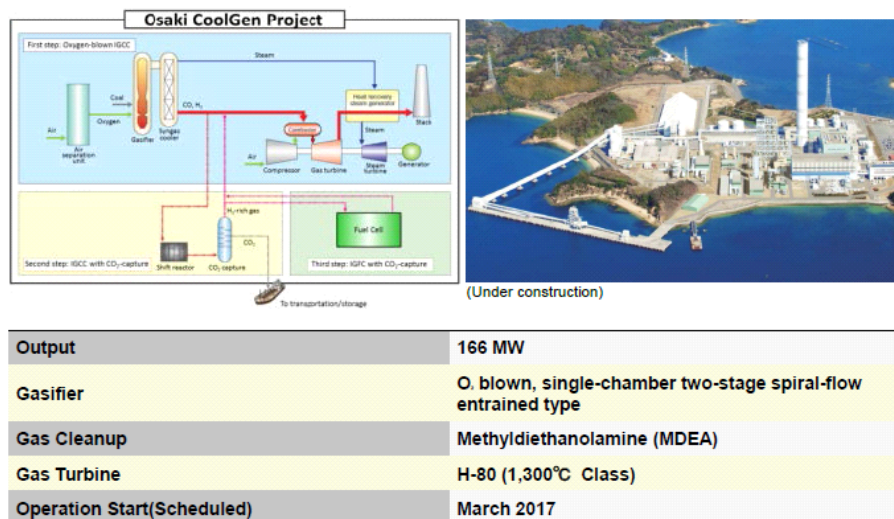 Osaki CoolGen Project
First step: Oxygen-blown IGCC
Steam
Coal
Oxygen
Air
Air
separation
unit
Gasifier
Syngas
cooler
CO, H₂
Combustor
Heat recovery
steam generator
Steam
Stack
Air
Compressor
Gas turbine
Steam
turbine
Generator
H₂-rich gas
CO₂
Fuel Cell
Second step: IGCC with CO₂-capture
Shift reactor
CO₂ capture
Third step: IGFC with CO₂-capture
To transportation/storage
(Under construction)
Output 166 MW
Gasifier O₂ blown, single-chamber two-stage spiral-flow
entrained type
Gas Cleanup Methyldiethanolamine (MDEA)
Gas Turbine H-80 (1,300℃ Class)
Operation Start(Scheduled) March 2017